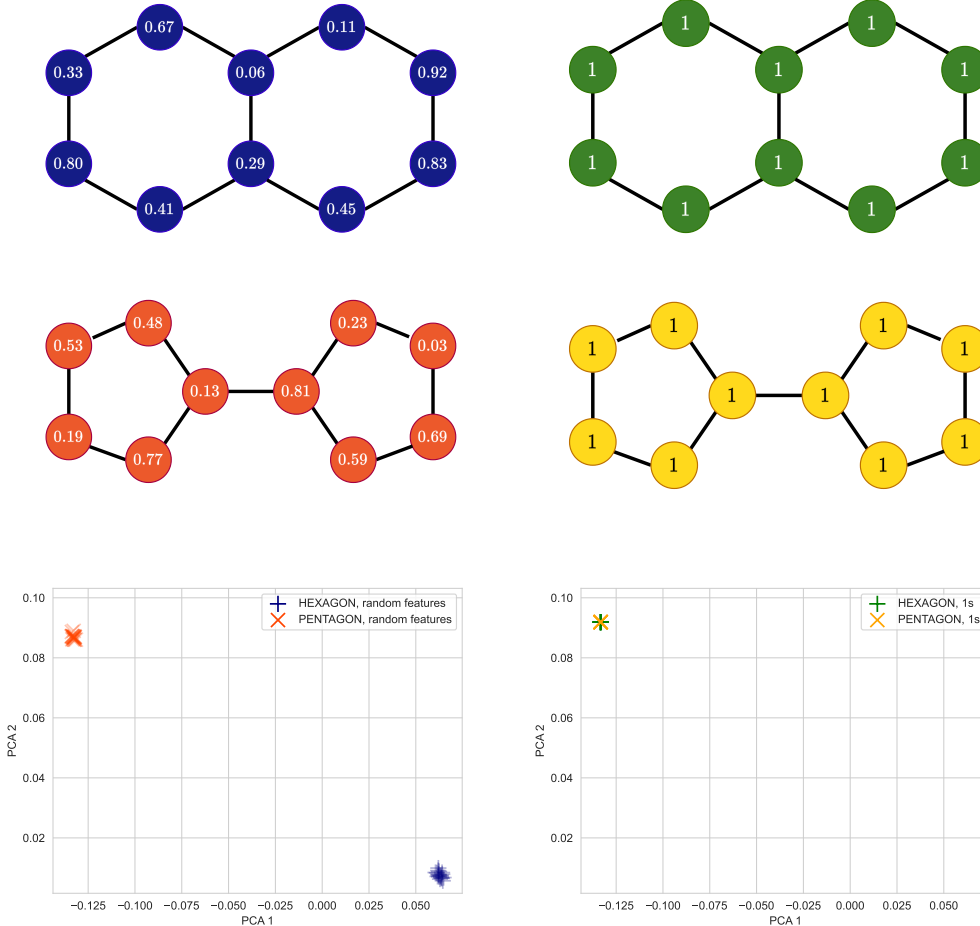 0.67 0.11
0.33 0.06 0.92
0.80 0.29 0.83
0.41 0.45
1 1
1 1 1
1 1 1
1 1
0.48 0.23
0.53 0.03
0.13 0.81
0.19 0.69
0.77 0.59
1 1
1 1
1 1
1 1
1 1
HEXAGON, random features
PENTAGON, random features
0.10
0.08
0.06
0.04
0.02
PCA 2
−0.125 −0.100 −0.075 −0.050 −0.025 0.000 0.025 0.050
PCA 1
HEXAGON, 1s
PENTAGON, 1s
0.10
0.08
0.06
0.04
0.02
PCA 2
−0.125 −0.100 −0.075 −0.050 −0.025 0.000 0.025 0.050
PCA 1